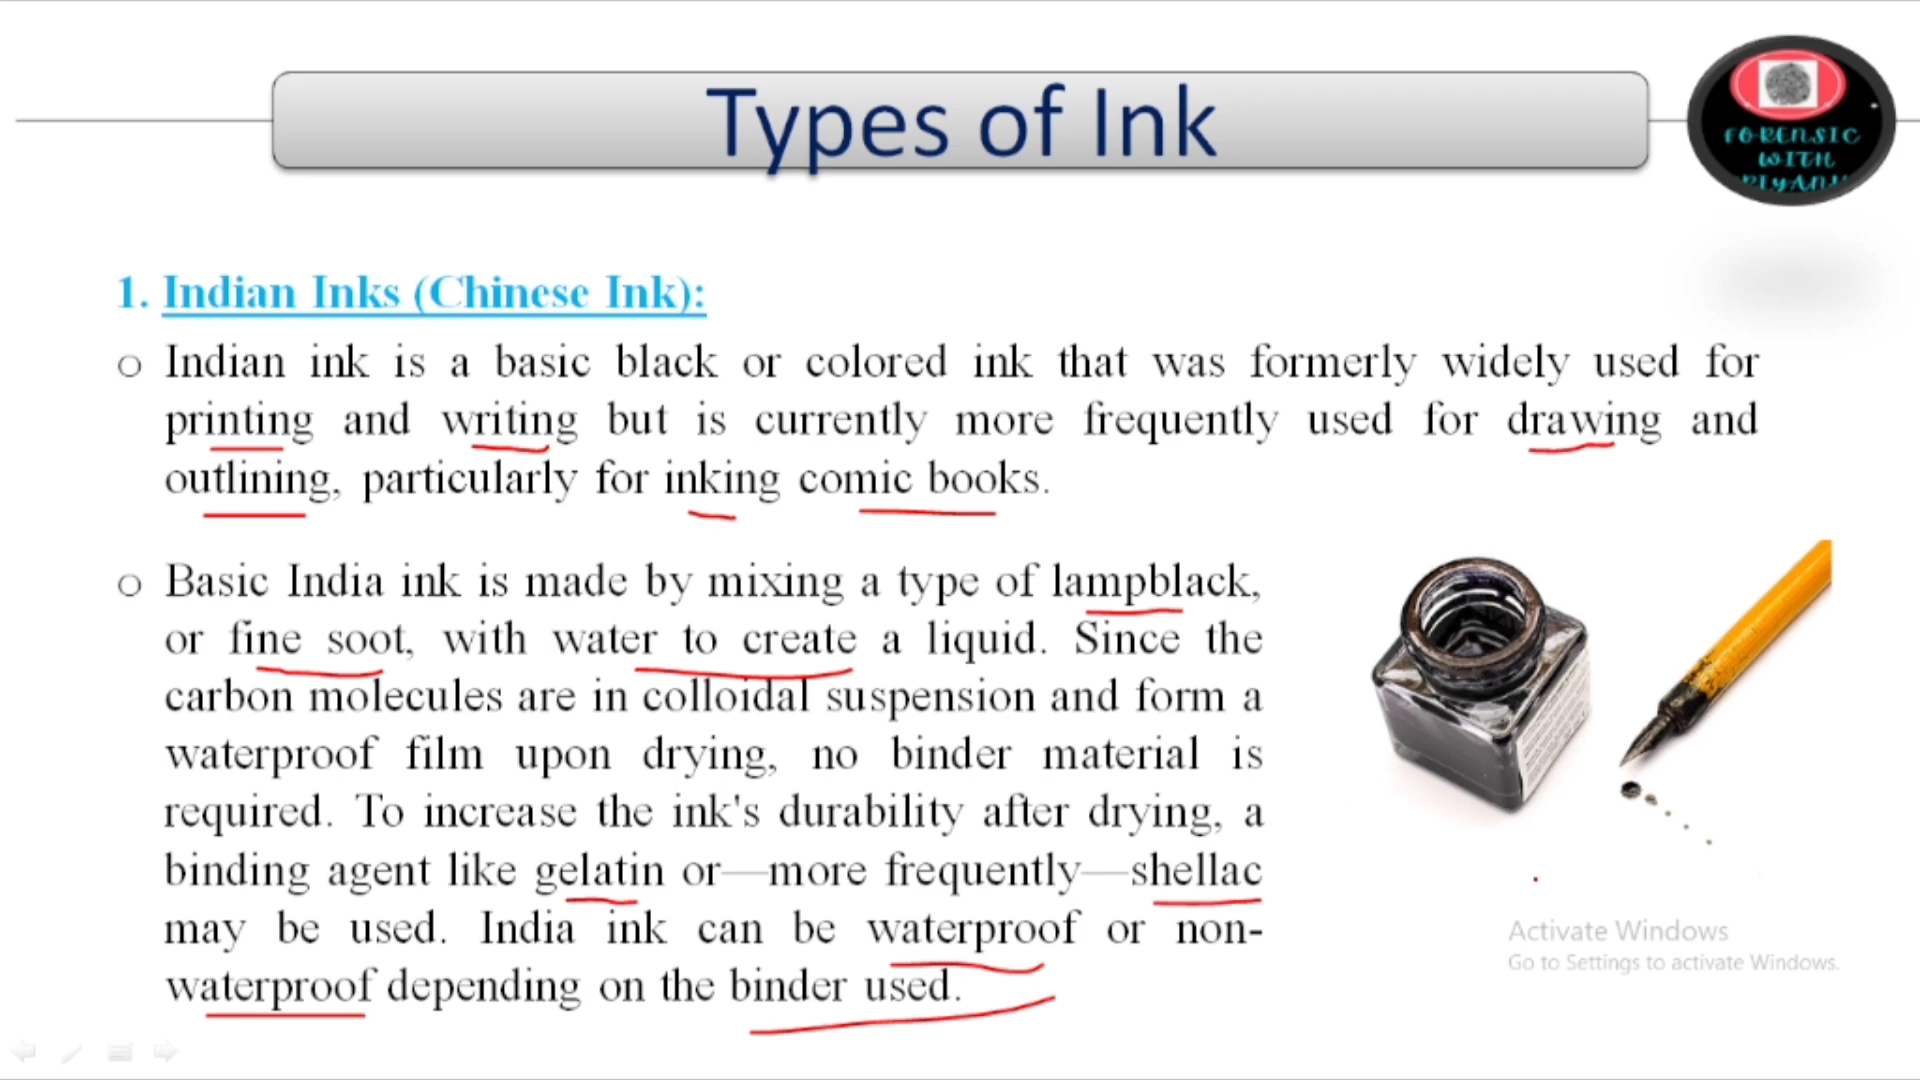 Types of Ink
FORENSIC
WITH
1. Indian Inks (Chinese Ink):
o Indian ink is a basic black or colored ink that was formerly widely used for
printing and writing but is currently more frequently used for drawing and
outlining, particularly for inking comic books.
o Basic India ink is made by mixing a type of lampblack,
or fine soot, with water to create a liquid. Since the
carbon molecules are in colloidal suspension and form a
waterproof film upon drying, no binder material is
required. To increase the ink's durability after drying, a
binding agent like gelatin or—more frequently—shellac
may be used. India ink can be waterproof or non-
waterproof depending on the binder used.
Activate Windows
Go to Settings to activate Windows.